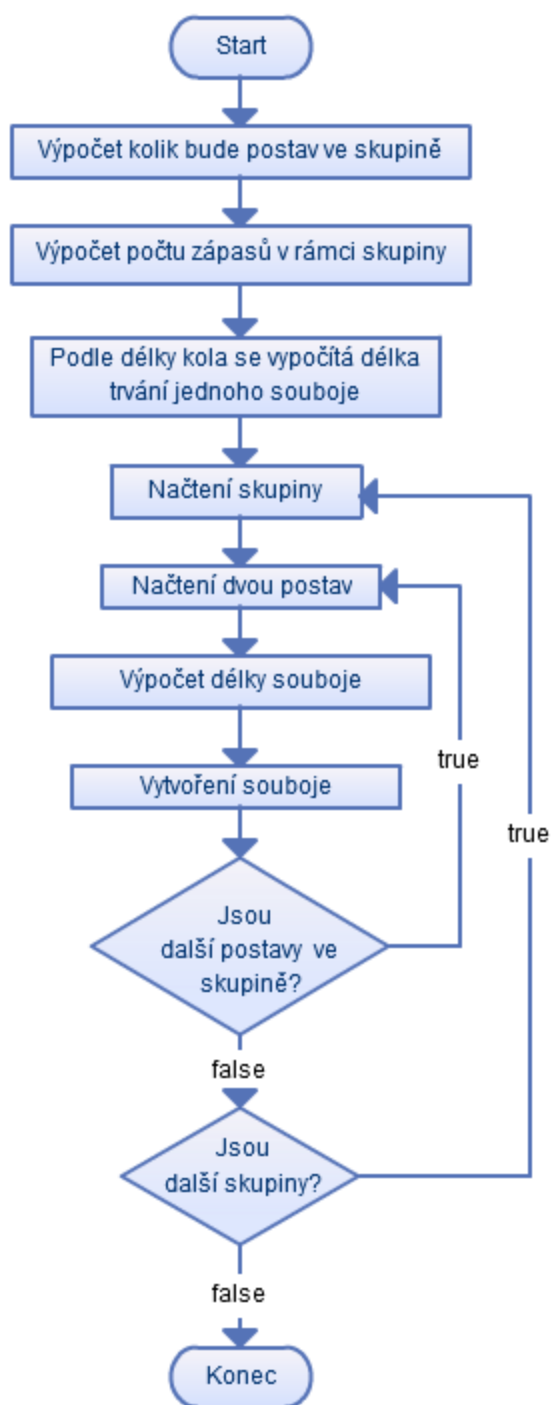 Start
Výpočet kolik bude postav ve skupině
Výpočet počtu zápasů v rámci skupiny
Podle délky kola se vypočítá délka
trvání jednoho souboje
Načtení skupiny
Načtení dvou postav
Výpočet délky souboje
Vytvoření souboje
true
true
Jsou
další postavy ve
skupině?
false
Jsou
další skupiny?
false
Konec